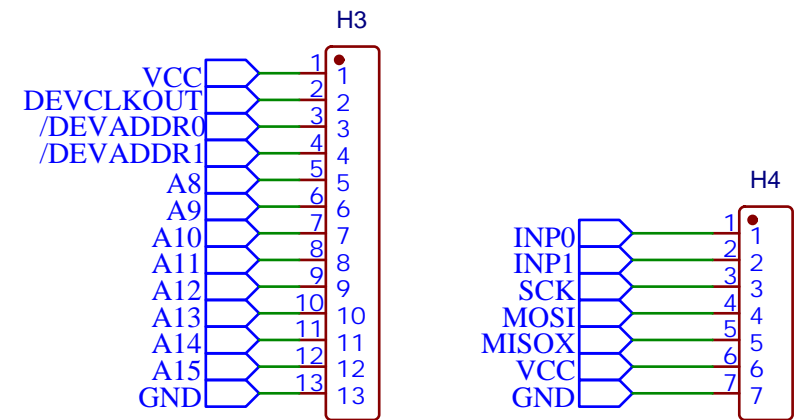 H3
VCC 1 1
DEVCLKOUT 2 2
/DEVADDR0 3 3
/DEVADDR1 4 4
A8 5 5
A9 6 6
A10 7 7
A11 8 8
A12 9 9
A13 10 10
A14 11 11
A15 12 12
GND 13 13
H4
INP0 1 1
INP1 2 2
SCK 3 3
MOSI 4 4
MISOX 5 5
VCC 6 6
GND 7 7